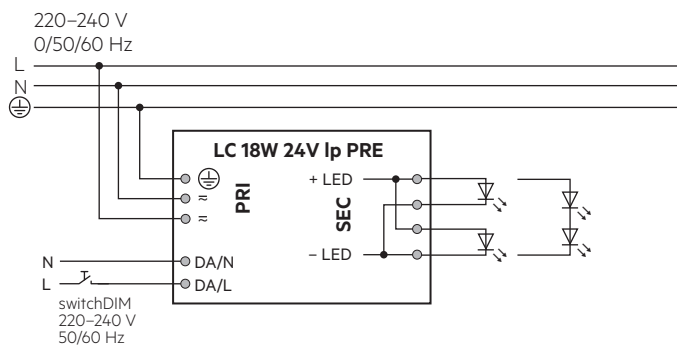 220–240 V
0/50/60 Hz
L
N
LC 18W 24V lp PRE
PRI
≂
≂
+ LED
SEC
– LED
N
DA/N
L
DA/L
switchDIM
220–240 V
50/60 Hz